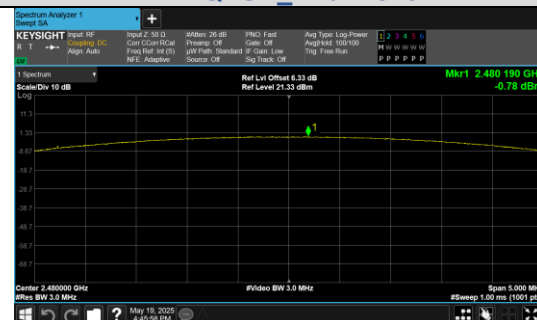 Spectrum Analyzer 1
Swept SA
+
KEYSIGHT Input: RF Input Z: 50 Ω #Atten: 26 dB PNO: Fast Avg Type: Log-Power 1 2 3 4 5 6
R T Coupling: DC Corr CCorr RCal Preamp: Off Gate: Off Avg|Hold: 100/100 M W W W W W
Align: Auto Freq Ref: Int (S) µW Path: Standard IF Gain: Low Trig: Free Run P P P P P P
LW NFE: Adaptive Source: Off Sig Track: Off
1 Spectrum Ref Lvl Offset 6.33 dB Mkr1 2.480 190 GH
Scale/Div 10 dB Ref Level 21.33 dBm -0.78 dB
Log
11.3
1
1.33
-8.67
-18.7
-28.7
-38.7
-48.7
-58.7
-68.7
Center 2.480000 GHz #Video BW 3.0 MHz Span 5.000 M
#Res BW 3.0 MHz #Sweep 1.00 ms (1001 pt
? May 19, 2025
4:45:58 PM